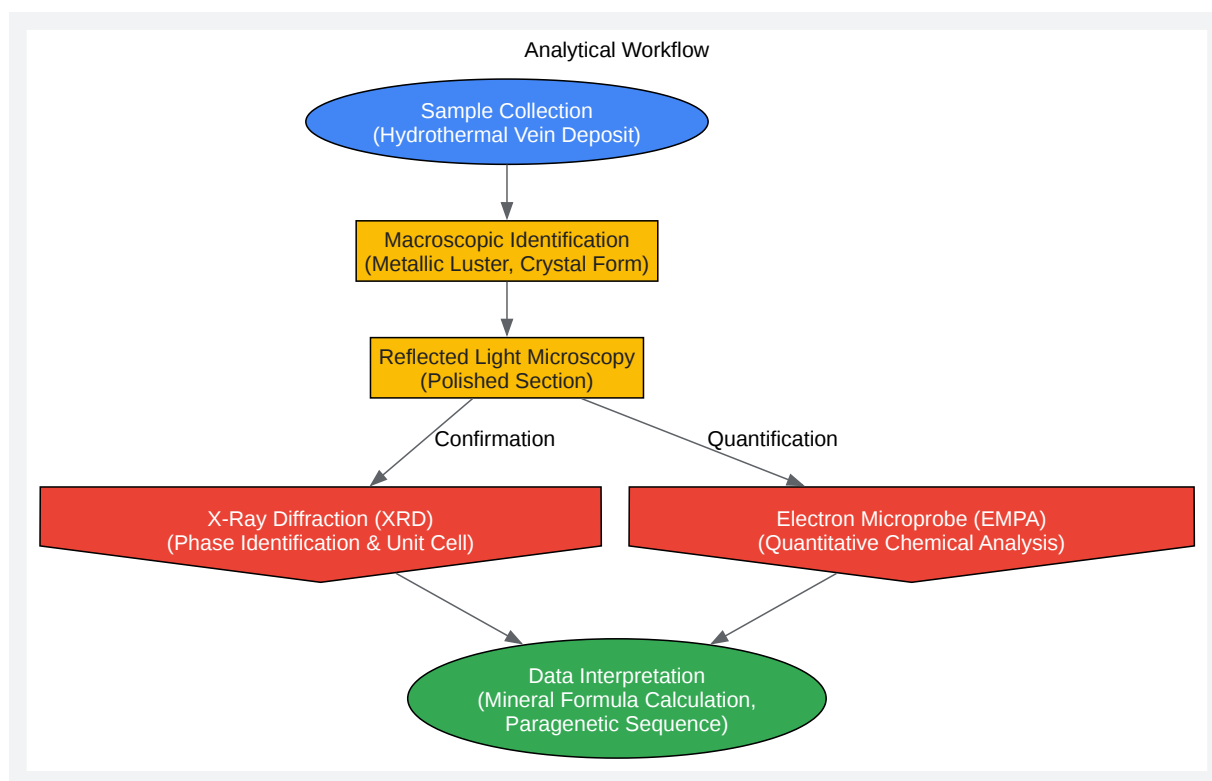 Analytical Workflow
Sample Collection
(Hydrothermal Vein Deposit)
Macroscopic Identification
(Metallic Luster, Crystal Form)
Reflected Light Microscopy
(Polished Section)
Confirmation
Quantification
X-Ray Diffraction (XRD)
(Phase Identification & Unit Cell)
Electron Microprobe (EMPA)
(Quantitative Chemical Analysis)
Data Interpretation
(Mineral Formula Calculation,
Paragenetic Sequence)